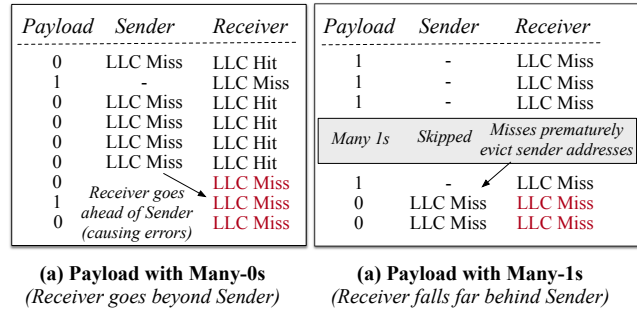 Payload Sender Receiver
0 LLC Miss LLC Hit
1 - LLC Miss
0 LLC Miss LLC Hit
0 LLC Miss LLC Hit
0 LLC Miss LLC Hit
0 LLC Miss LLC Hit
0 LLC Miss
1 LLC Miss
0 LLC Miss
Receiver goes
ahead of Sender
(causing errors)
(a) Payload with Many-0s
(Receiver goes beyond Sender)
Payload Sender Receiver
1 - LLC Miss
1 - LLC Miss
1 - LLC Miss
Many 1s Skipped Misses prematurely
evict sender addresses
1 - LLC Miss
0 LLC Miss LLC Miss
0 LLC Miss LLC Miss
(a) Payload with Many-1s
(Receiver falls far behind Sender)